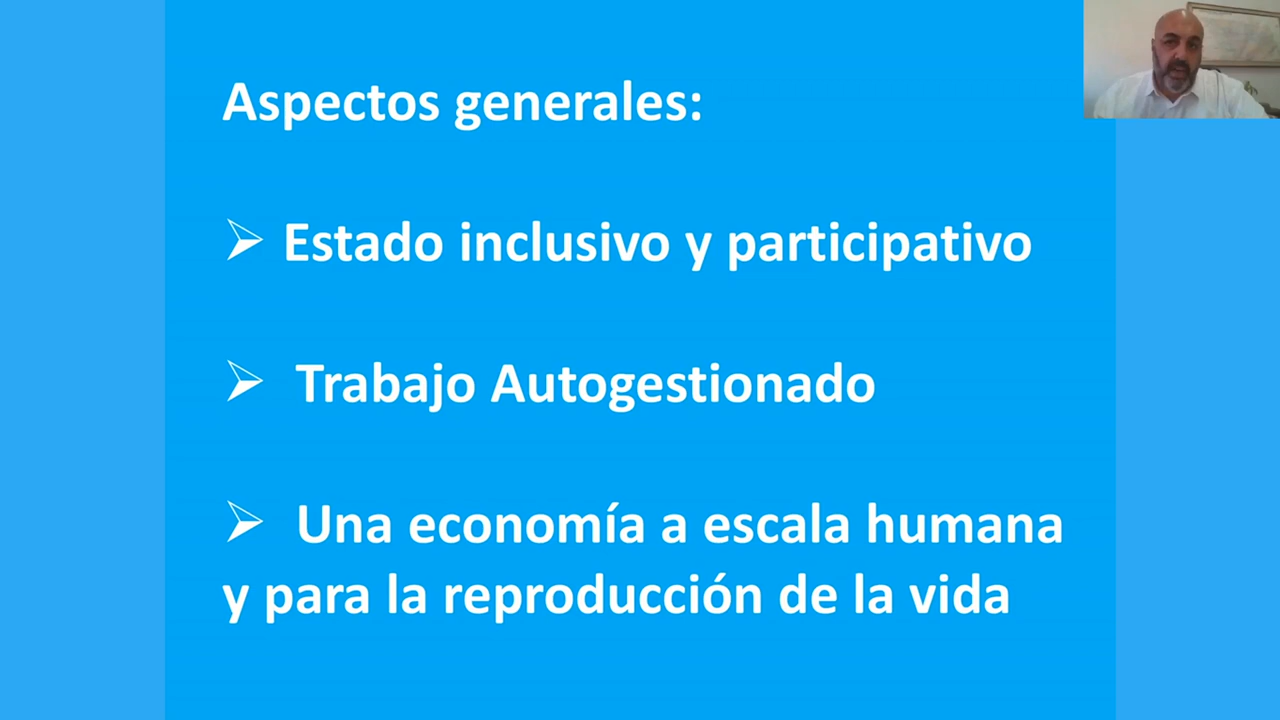 Aspectos generales:
➢ Estado inclusivo y participativo
➢ Trabajo Autogestionado
➢ Una economía a escala humana
y para la reproducción de la vida